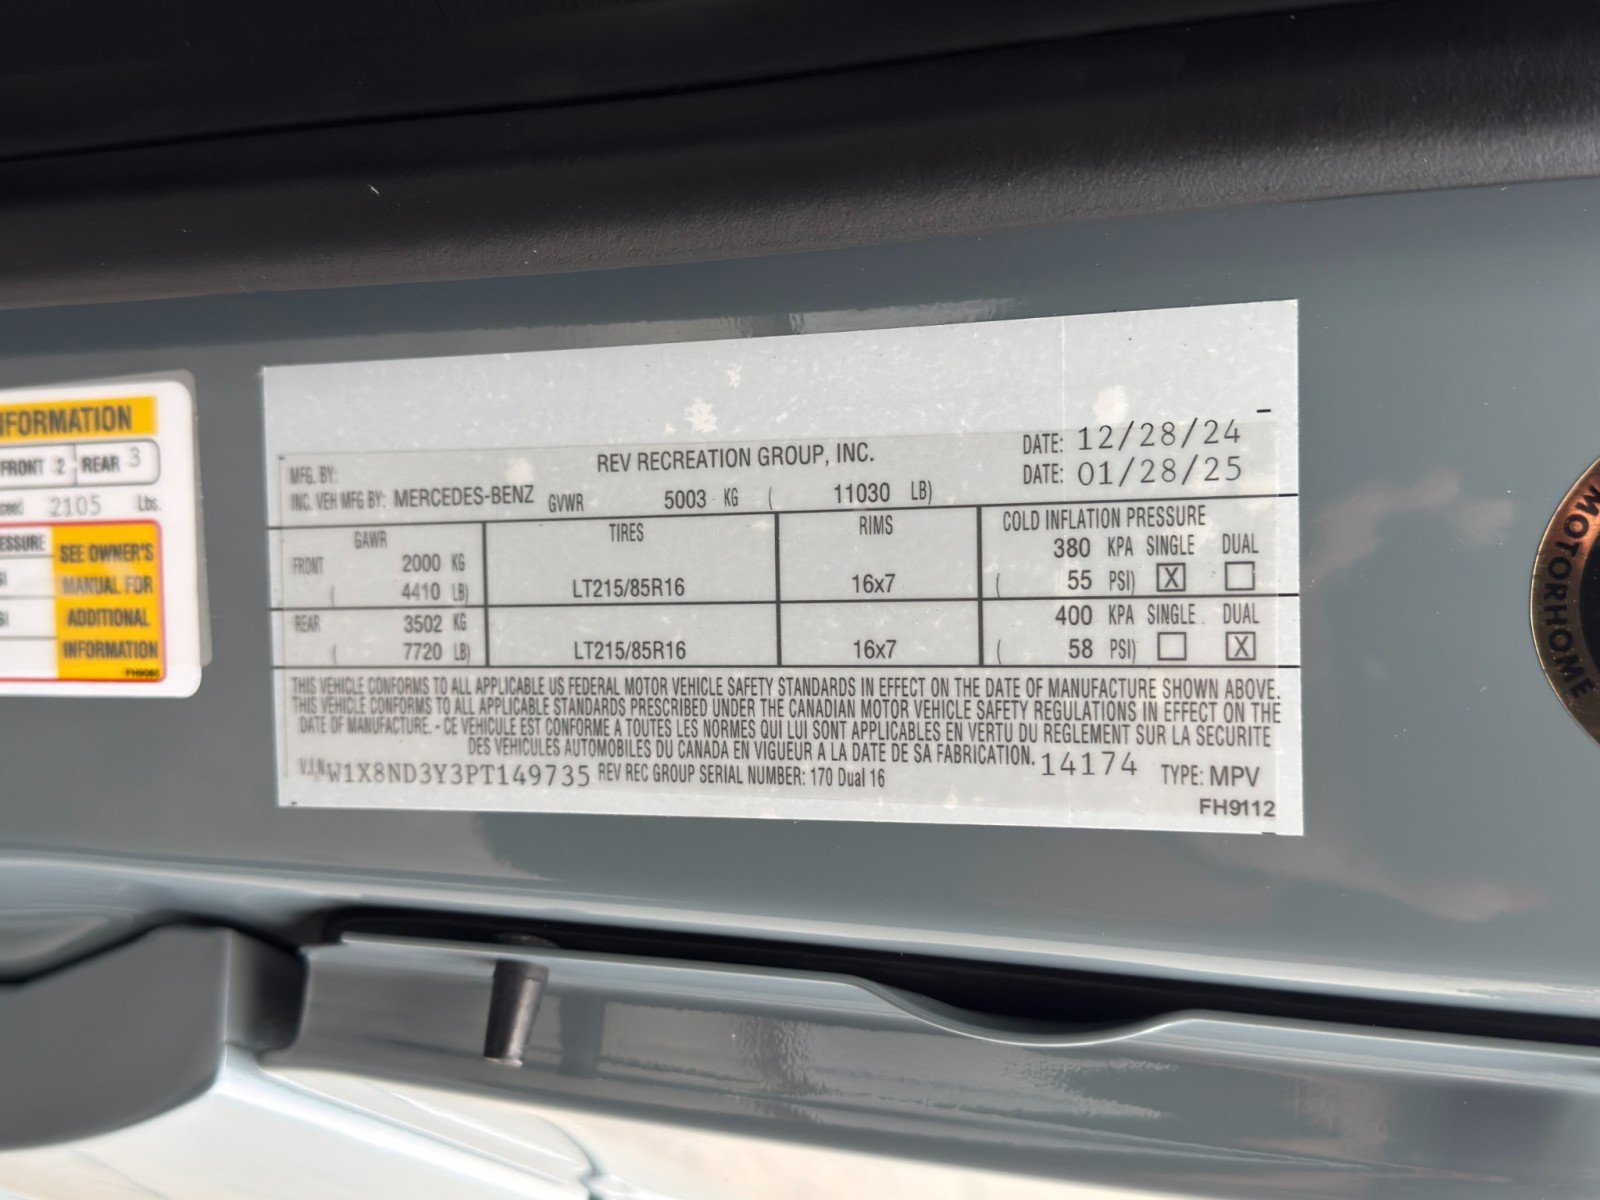 NFORMATION
FRONT 2 REAR 3
ceed 2105 Lbs.
ESSURE SEE OWNER'S
SI MANUAL FOR
SI ADDITIONAL
INFORMATION
MFG. BY: REV RECREATION GROUP, INC. DATE: 12/28/24
INC. VEH MFG BY: MERCEDES-BENZ GVWR 5003 KG ( 11030 LB) DATE: 01/28/25
GAWR TIRES RIMS COLD INFLATION PRESSURE
FRONT 2000 KG 380 KPA SINGLE DUAL
( 4410 LB) LT215/85R16 16x7 ( 55 PSI) X
REAR 3502 KG 400 KPA SINGLE DUAL
( 7720 LB) LT215/85R16 16x7 ( 58 PSI) X
THIS VEHICLE CONFORMS TO ALL APPLICABLE US FEDERAL MOTOR VEHICLE SAFETY STANDARDS IN EFFECT ON THE DATE OF MANUFACTURE SHOWN ABOVE.
THIS VEHICLE CONFORMS TO ALL APPLICABLE STANDARDS PRESCRIBED UNDER THE CANADIAN MOTOR VEHICLE SAFETY REGULATIONS IN EFFECT ON THE
DATE OF MANUFACTURE. - CE VEHICULE EST CONFORME A TOUTES LES NORMES QUI LUI SONT APPLICABLES EN VERTU DU REGLEMENT SUR LA SECURITE
DES VEHICULES AUTOMOBILES DU CANADA EN VIGUEUR A LA DATE DE SA FABRICATION.
V.I.N. W1X8ND3Y3PT149735 REV REC GROUP SERIAL NUMBER: 170 Dual 16 14174 TYPE: MPV
FH9112
MOTORHOME